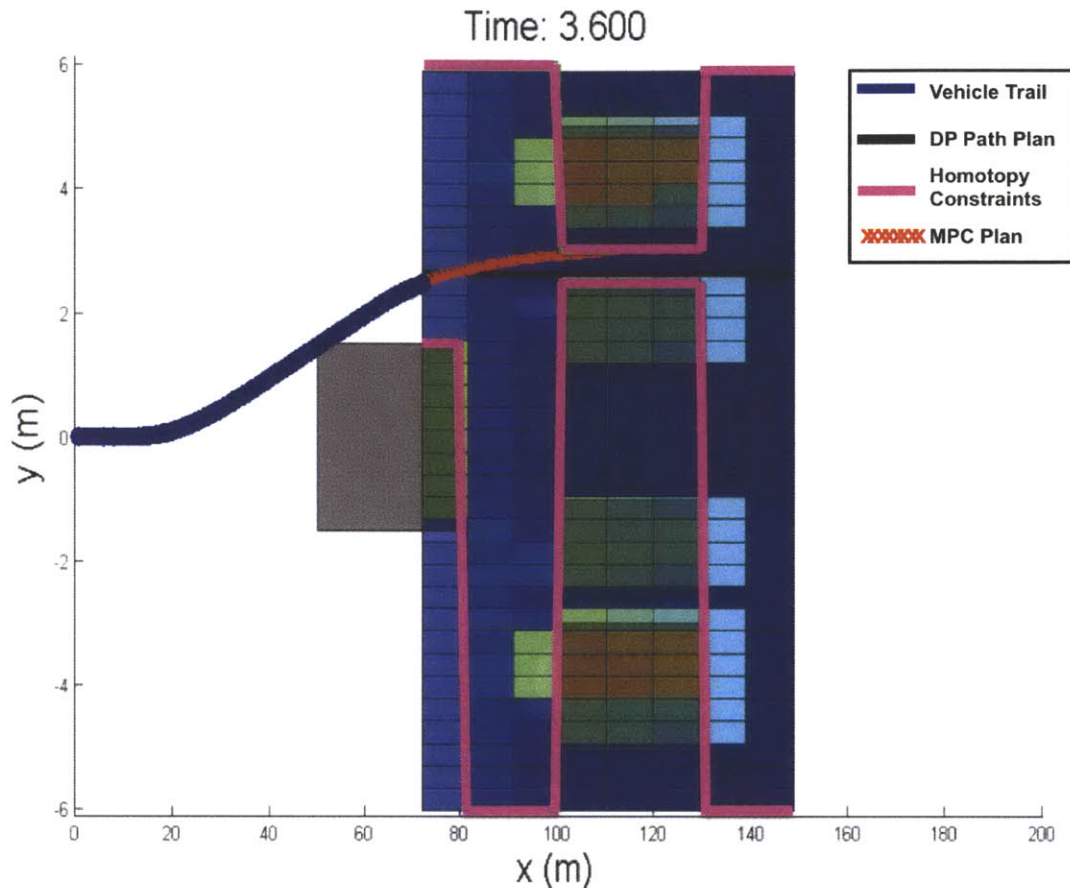 Time: 3.600
Vehicle Trail
DP Path Plan
Homotopy
Constraints
MPC Plan
6
4
2
0
-2
-4
-6
y (m)
0
20
40
60
80
100
120
140
160
180
200
x (m)